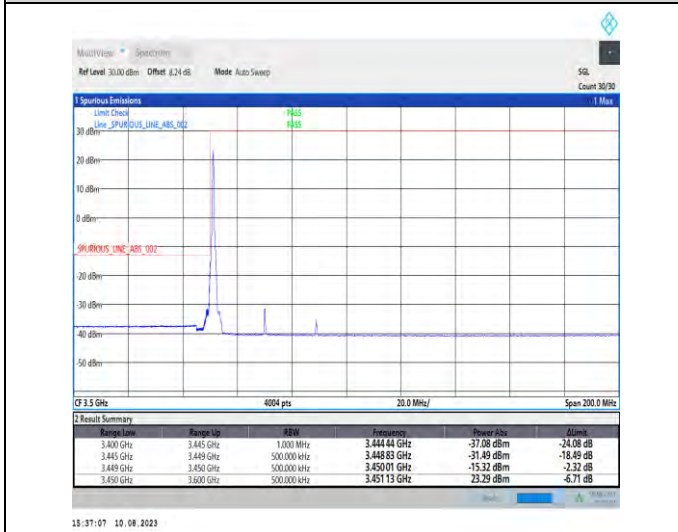 MultiView Spectrum
Ref Level 30.00 dBm Offset 8.24 dB Mode Auto Sweep SGL
Count 30/30
1 Spurious Emissions 1 Max
Limit Check PASS
Line _SPURIOUS_LINE_ABS_002 PASS
30 dBm
20 dBm
10 dBm
0 dBm
_SPURIOUS_LINE_ABS_002
-20 dBm
-30 dBm
-40 dBm
-50 dBm
CF 3.5 GHz 4004 pts 20.0 MHz/ Span 200.0 MHz
2 Result Summary
Range Low Range Up RBW Frequency Power Abs ΔLimit
3.400 GHz 3.445 GHz 1.000 MHz 3.444 44 GHz -37.08 dBm -24.08 dB
3.445 GHz 3.449 GHz 500.000 kHz 3.448 83 GHz -31.49 dBm -18.49 dB
3.449 GHz 3.450 GHz 500.000 kHz 3.450 01 GHz -15.32 dBm -2.32 dB
3.450 GHz 3.600 GHz 500.000 kHz 3.451 13 GHz 23.29 dBm -6.71 dB
15:37:07 10.08.2023